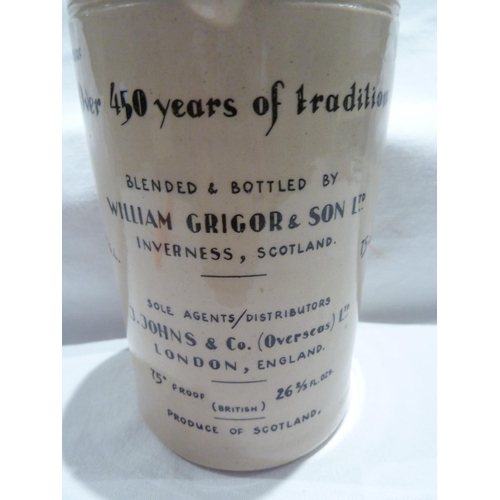 450 years of tradition
BLENDED & BOTTLED BY
WILLIAM GRIGOR & SON LTD
INVERNESS, SCOTLAND.
SOLE AGENTS/DISTRIBUTORS
J. JOHNS & Co. (Overseas) LTD
LONDON, ENGLAND.
75° PROOF (BRITISH) 26 2/3 FL. OZS.
PRODUCE OF SCOTLAND.